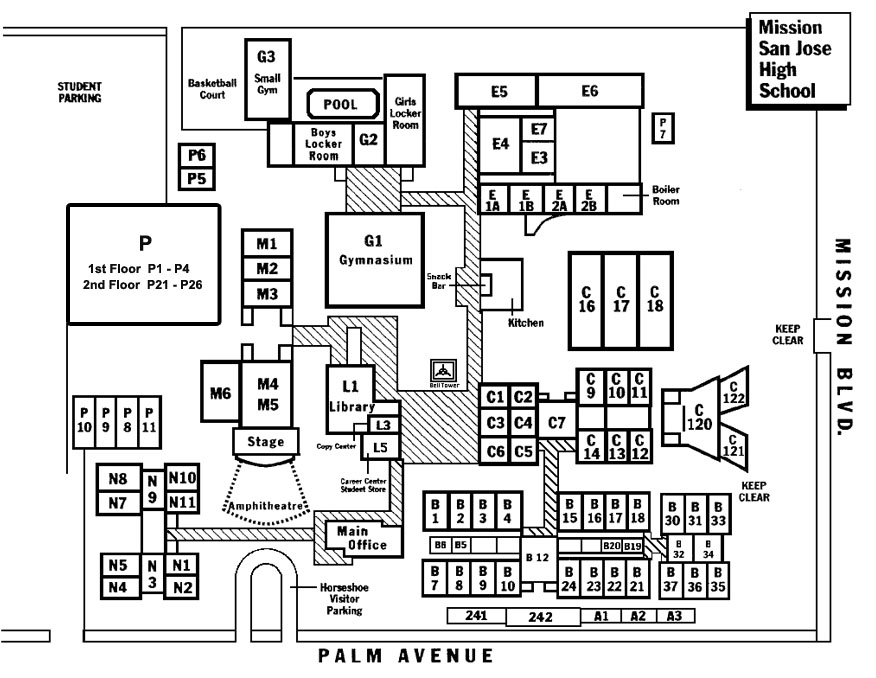 Mission
San Jose
High
School
STUDENT
PARKING
G3
Small
Gym
Basketball
Court
POOL
Girls
Locker
Room
Boys
Locker
Room
G2
E5
E6
P
7
E4
E7
E3
P6
P5
E
1A
E
1B
E
2A
E
2B
Boiler
Room
P
1st Floor P1 - P4
2nd Floor P21 - P26
M1
M2
M3
G1
Gymnasium
Snack
Bar
Kitchen
C
16
C
17
C
18
KEEP
CLEAR
MISSION BLVD.
M6
M4
M5
L1
Library
L3
Copy Center
L5
Career Center
Student Store
Bell Tower
C1
C2
C3
C4
C6
C5
C7
C
9
C
10
C
11
C
14
C
13
C
12
C
120
C
122
C
121
KEEP
CLEAR
P
10
P
9
P
8
P
11
Stage
Amphitheatre
N8
N7
N
9
N10
N11
N5
N4
N
3
N1
N2
Main
Office
Horseshoe
Visitor
Parking
B
1
B
2
B
3
B
4
B6
B5
B 12
B
7
B
8
B
9
B
10
B
15
B
16
B
17
B
18
B20
B19
B
24
B
23
B
22
B
21
B
30
B
31
B
33
B
32
B
34
B
37
B
36
B
35
241
242
A1
A2
A3
PALM AVENUE